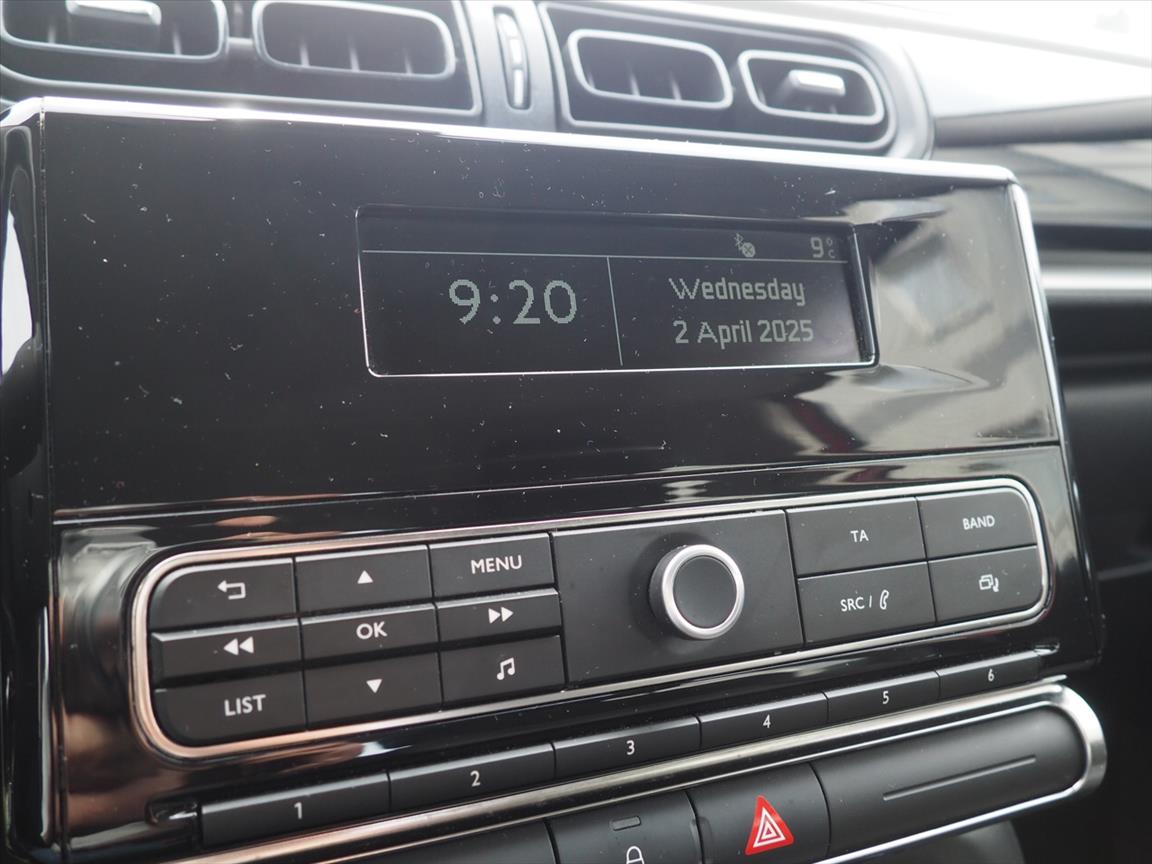 9°C
9:20
Wednesday
2 April 2025
MENU
TA
BAND
OK
SRC /
LIST
1
2
3
4
5
6